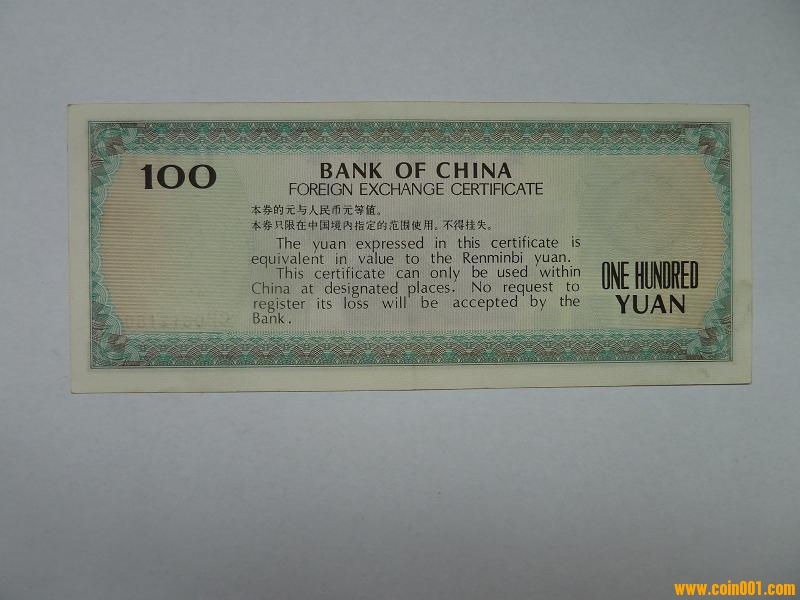 100
BANK OF CHINA
FOREIGN EXCHANGE CERTIFICATE
本券的元与人民币元等值。
本券只限在中国境内指定的范围使用。不得挂失。
The yuan expressed in this certificate is
equivalent in value to the Renminbi yuan.
This certificate can only be used within
China at designated places. No request to
register its loss will be accepted by the
Bank.
ONE HUNDRED
YUAN
www.coin001.com